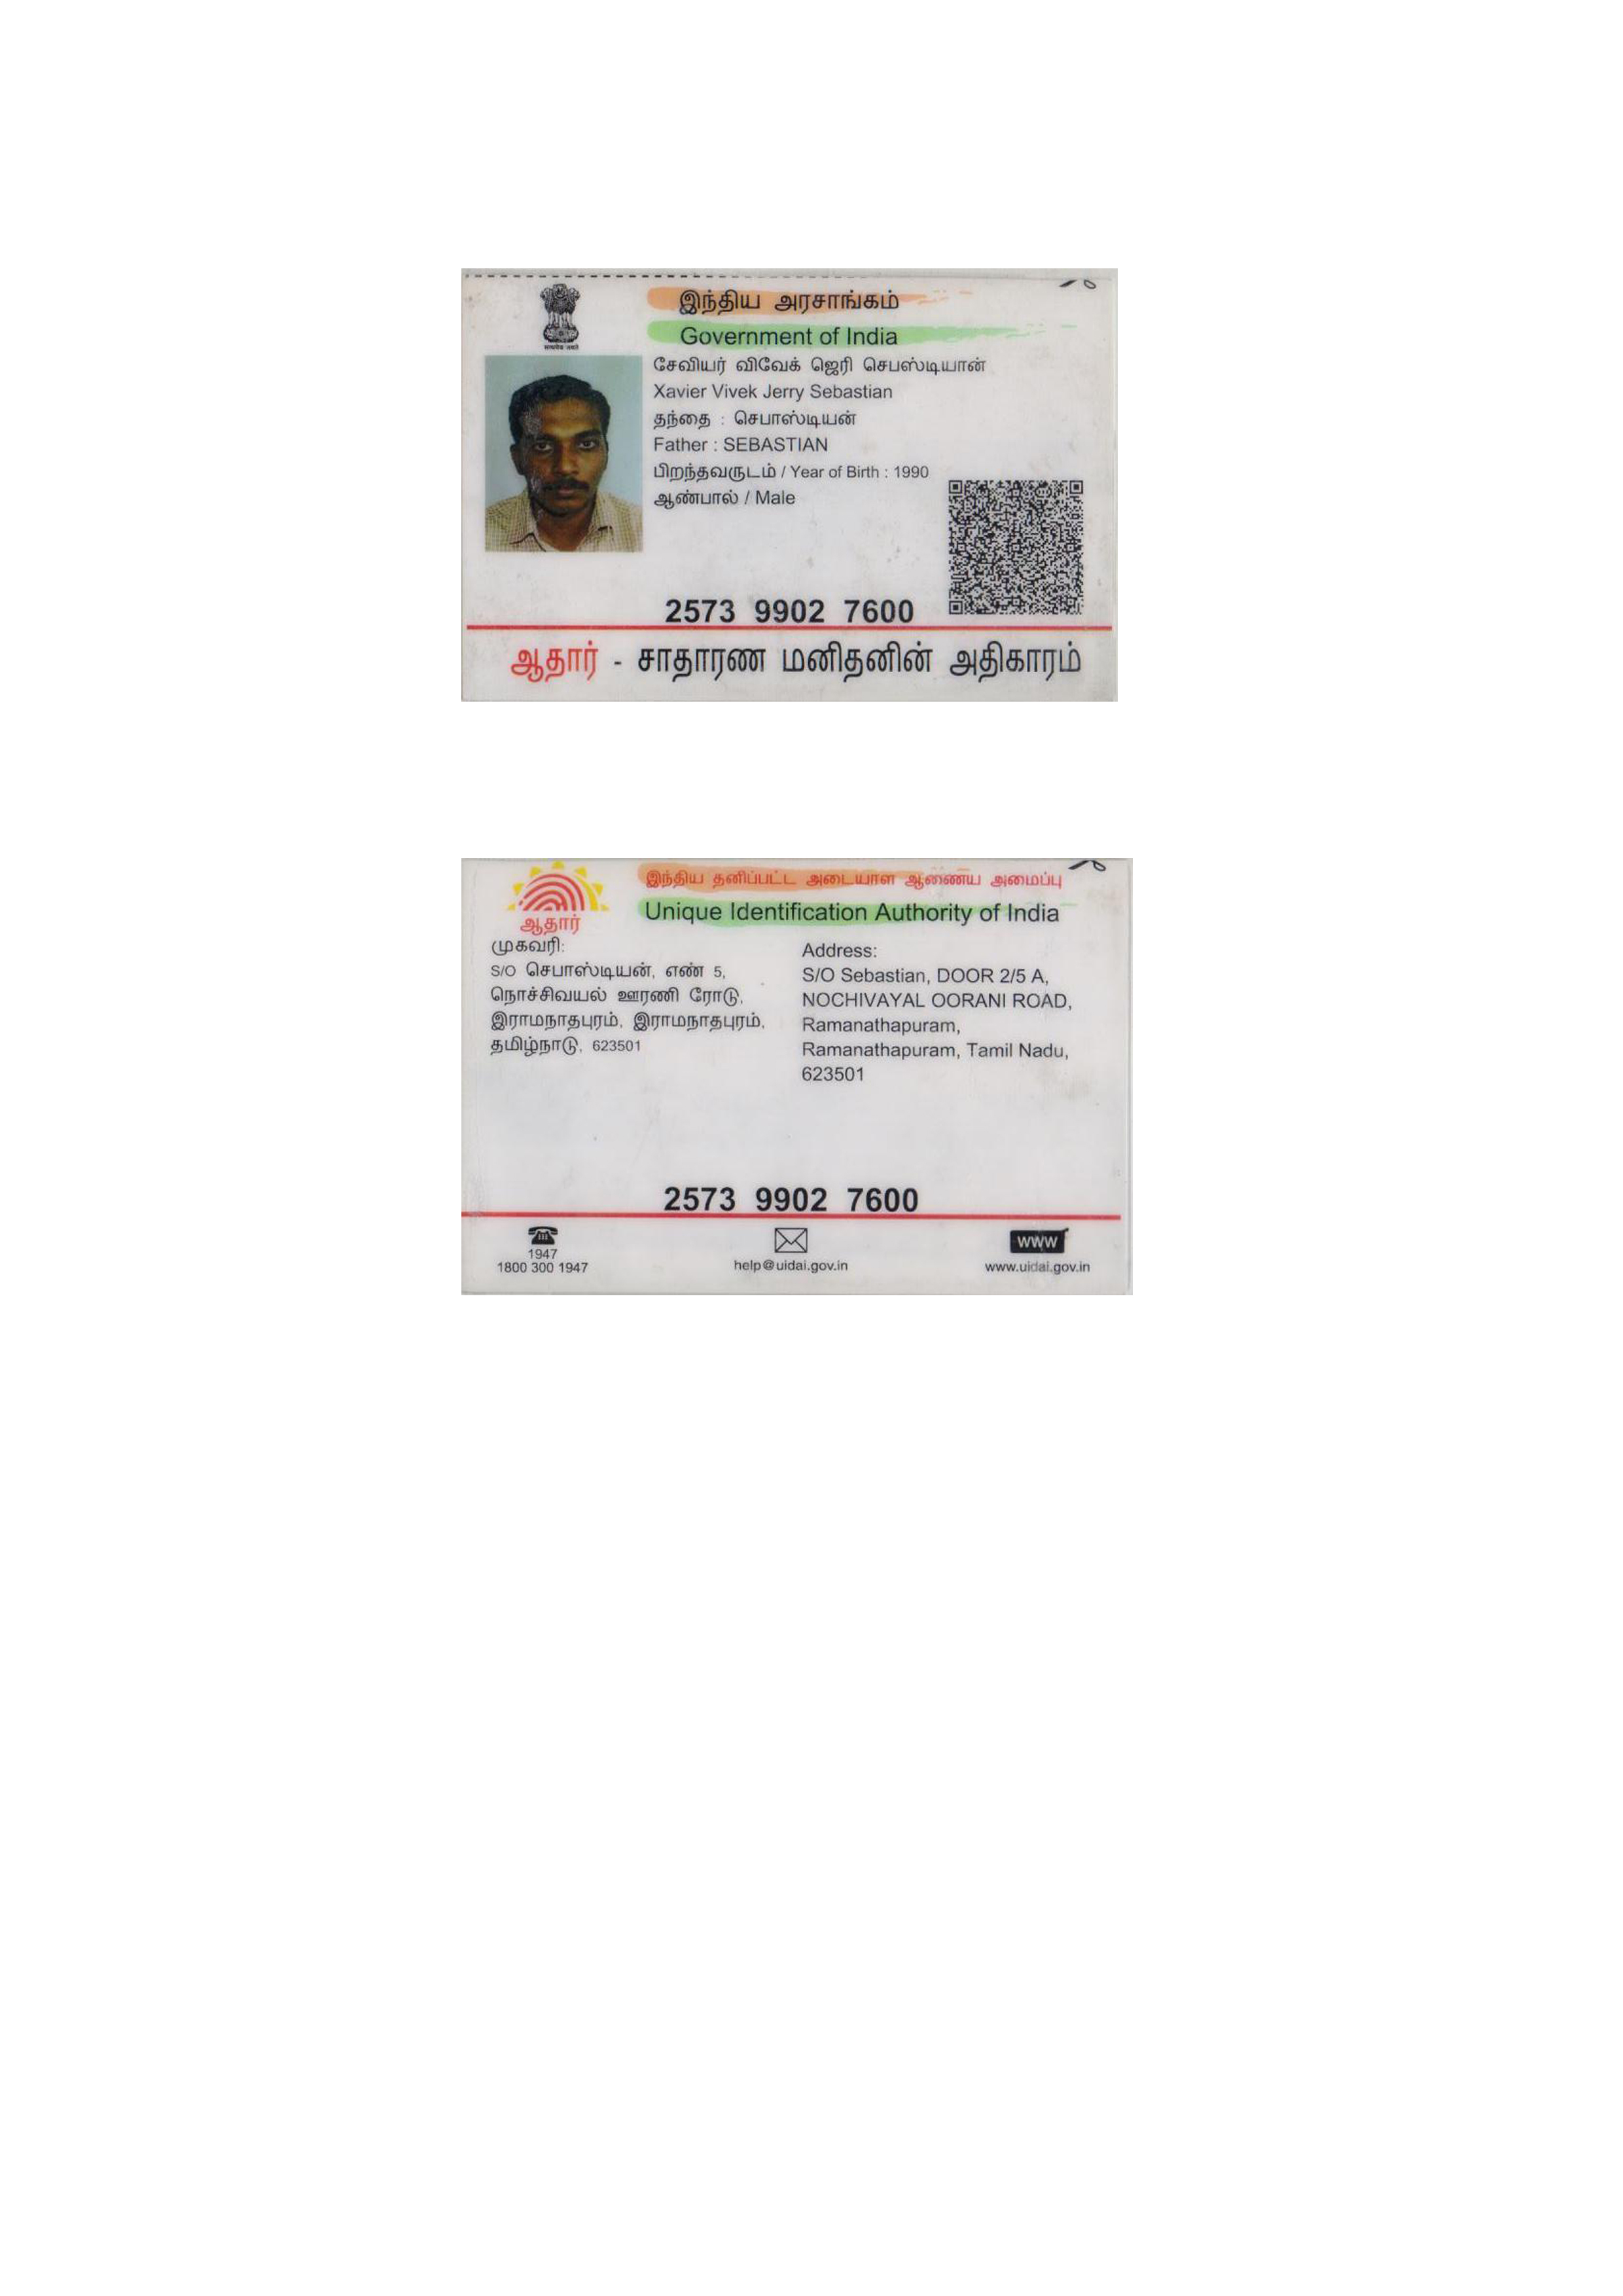 இந்திய அரசாங்கம்
Government of India
சேவியர் விவேக் ஜெரி செபஸ்டியான்
Xavier Vivek Jerry Sebastian
தந்தை : செபாஸ்டியன்
Father : SEBASTIAN
பிறந்தவருடம் / Year of Birth : 1990
ஆண்பால் / Male
2573 9902 7600
ஆதார் - சாதாரண மனிதனின் அதிகாரம்
இந்திய தனிப்பட்ட அடையாள ஆணைய அமைப்பு
Unique Identification Authority of India
ஆதார்
முகவரி:
S/O செபாஸ்டியன், எண் 5,
நொச்சிவயல் ஊரணி ரோடு,
இராமநாதபுரம், இராமநாதபுரம்,
தமிழ்நாடு, 623501
Address:
S/O Sebastian, DOOR 2/5 A,
NOCHIVAYAL OORANI ROAD,
Ramanathapuram,
Ramanathapuram, Tamil Nadu,
623501
2573 9902 7600
1947
1800 300 1947
help@uidai.gov.in
www
www.uidai.gov.in